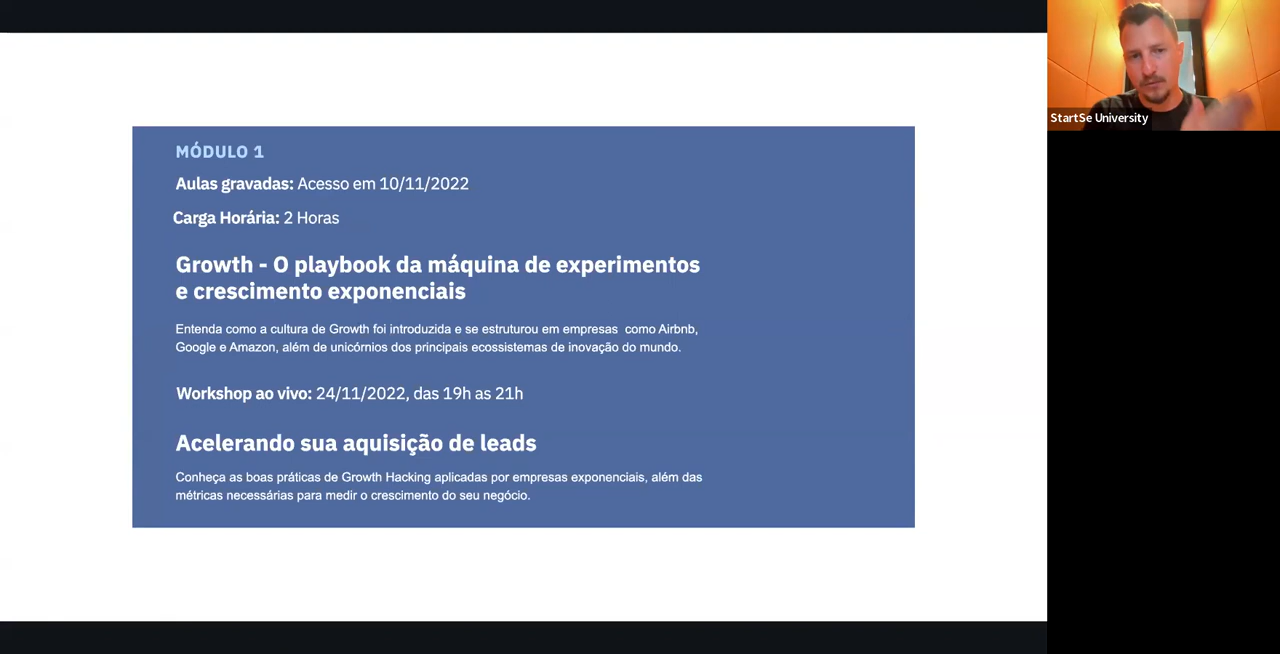 MÓDULO 1
Aulas gravadas: Acesso em 10/11/2022
Carga Horária: 2 Horas
Growth - O playbook da máquina de experimentos
e crescimento exponenciais
Entenda como a cultura de Growth foi introduzida e se estruturou em empresas como Airbnb,
Google e Amazon, além de unicórnios dos principais ecossistemas de inovação do mundo.
Workshop ao vivo: 24/11/2022, das 19h as 21h
Acelerando sua aquisição de leads
Conheça as boas práticas de Growth Hacking aplicadas por empresas exponenciais, além das
métricas necessárias para medir o crescimento do seu negócio.
StartSe University